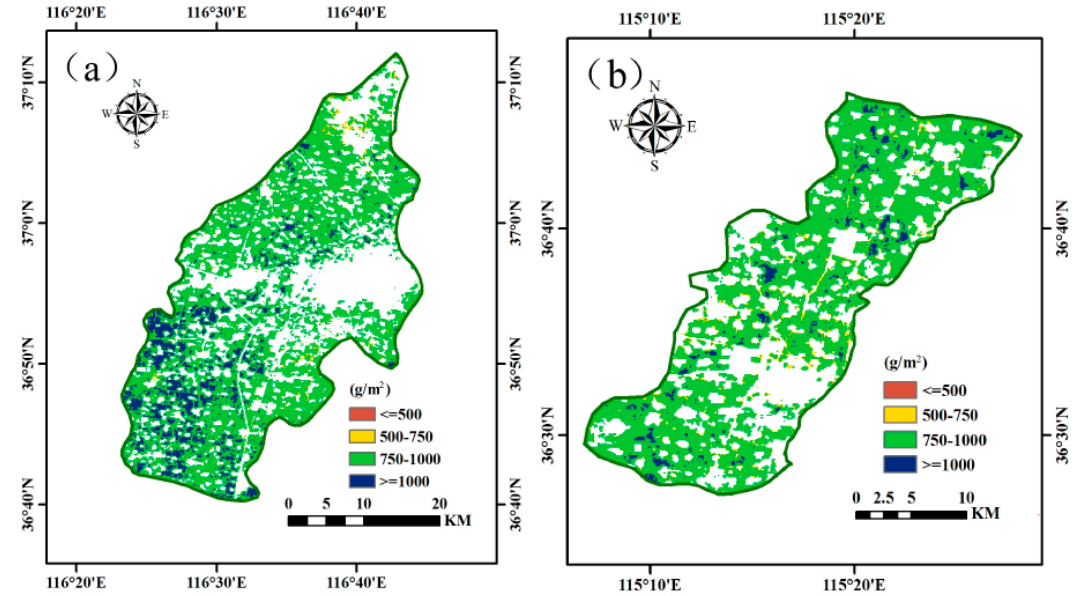 116°20'E 116°30'E 116°40'E
(a)
N
W E
S
37°10'N 37°10'N
37°0'N 37°0'N
36°50'N 36°50'N
36°40'N 36°40'N
(g/m²)
<=500
500-750
750-1000
>=1000
0 5 10 20
KM
116°20'E 116°30'E 116°40'E
115°10'E 115°20'E
(b)
N
W E
S
36°40'N 36°40'N
36°30'N 36°30'N
(g/m²)
<=500
500-750
750-1000
>=1000
0 2.5 5 10
KM
115°10'E 115°20'E